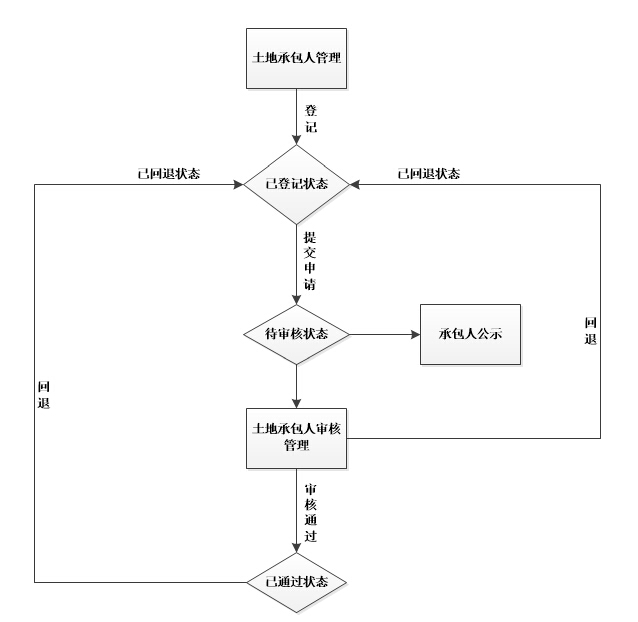 土地承包人管理
登
记
已回退状态
已回退状态
已登记状态
提
交
申
请
待审核状态
承包人公示
回
退
回
退
土地承包人审核
管理
审
核
通
过
已通过状态